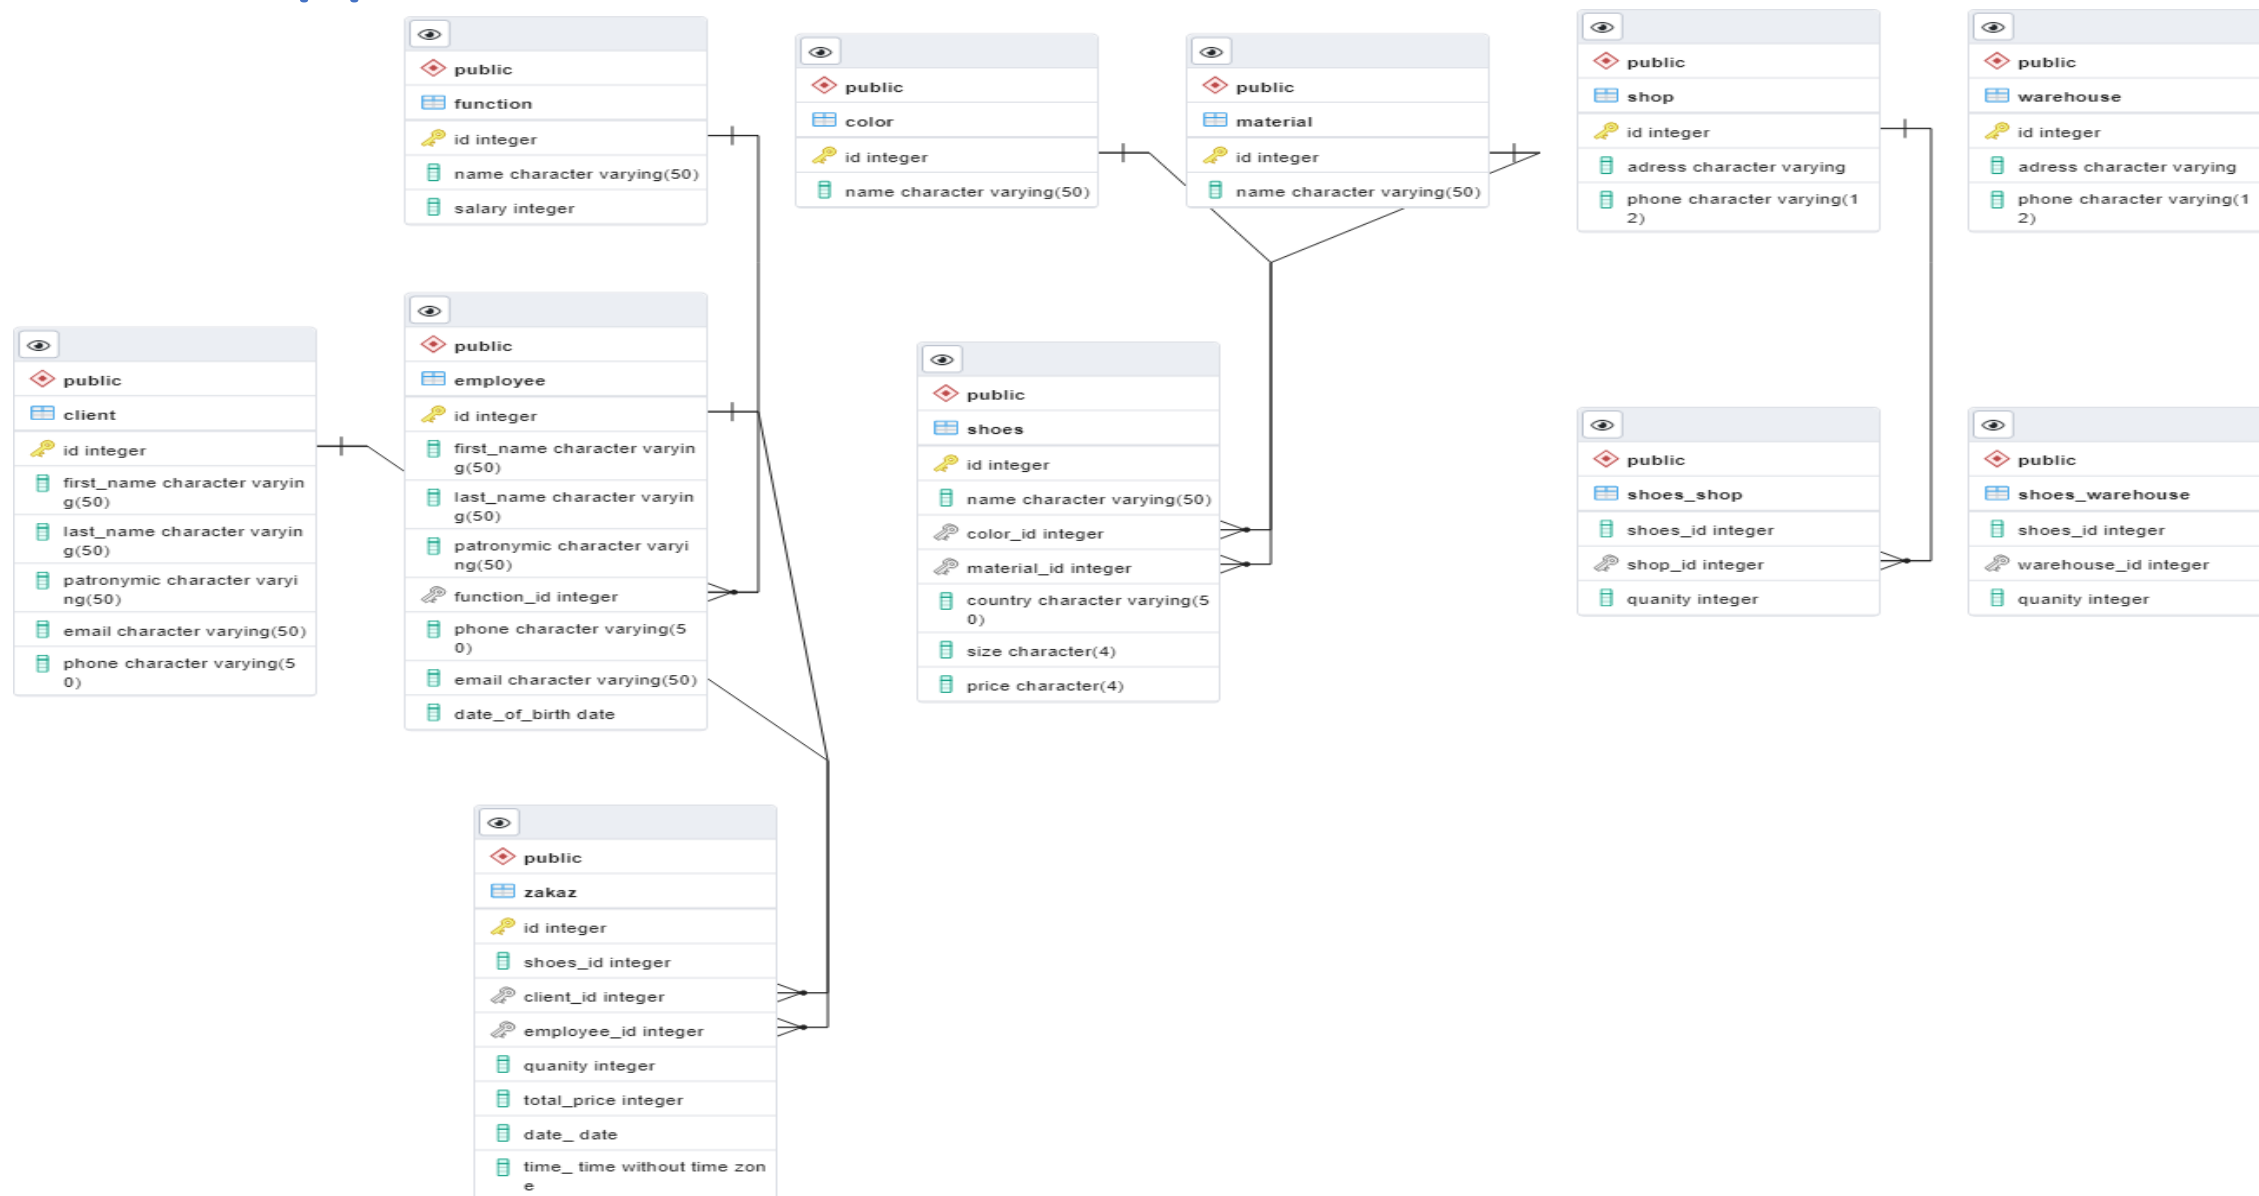 public
function
id integer
name character varying(50)
salary integer
public
color
id integer
name character varying(50)
public
material
id integer
name character varying(50)
public
shop
id integer
adress character varying
phone character varying(1
2)
public
warehouse
id integer
adress character varying
phone character varying(1
2)
public
client
id integer
first_name character varyin
g(50)
last_name character varyin
g(50)
patronymic character varyi
ng(50)
email character varying(50)
phone character varying(5
0)
public
employee
id integer
first_name character varyin
g(50)
last_name character varyin
g(50)
patronymic character varyi
ng(50)
function_id integer
phone character varying(5
0)
email character varying(50)
date_of_birth date
public
shoes
id integer
name character varying(50)
color_id integer
material_id integer
country character varying(5
0)
size character(4)
price character(4)
public
shoes_shop
shoes_id integer
shop_id integer
quanity integer
public
shoes_warehouse
shoes_id integer
warehouse_id integer
quanity integer
public
zakaz
id integer
shoes_id integer
client_id integer
employee_id integer
quanity integer
total_price integer
date_ date
time_ time without time zon
e